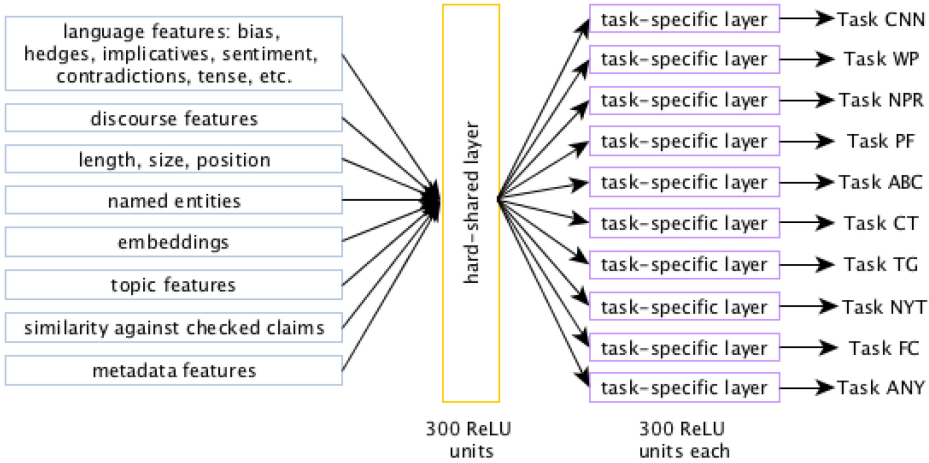 language features: bias,
hedges, implicatives, sentiment,
contradictions, tense, etc.
discourse features
length, size, position
named entities
embeddings
topic features
similarity against checked claims
metadata features
hard-shared layer
300 ReLU
units
task-specific layer
task-specific layer
task-specific layer
task-specific layer
task-specific layer
task-specific layer
task-specific layer
task-specific layer
task-specific layer
task-specific layer
300 ReLU
units each
Task CNN
Task WP
Task NPR
Task PF
Task ABC
Task CT
Task TG
Task NYT
Task FC
Task ANY